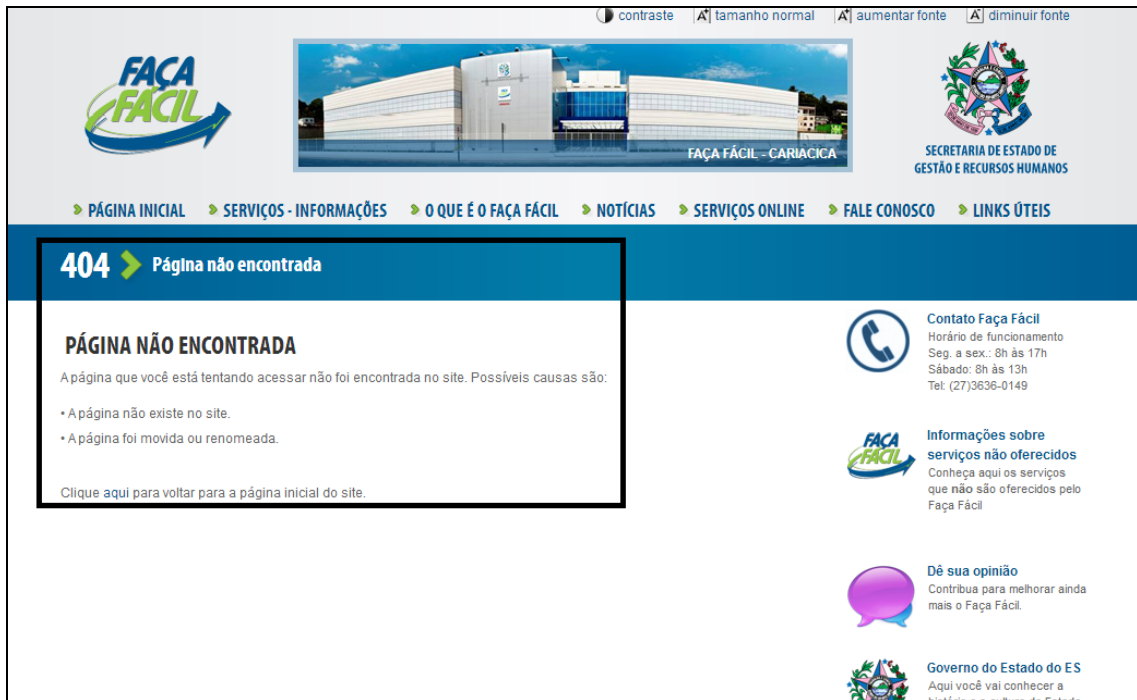 contraste A+ tamanho normal A+ aumentar fonte A- diminuir fonte
FAÇA
FÁCIL
FAÇA FÁCIL - CARIACICA
SECRETARIA DE ESTADO DE
GESTÃO E RECURSOS HUMANOS
PÁGINA INICIAL SERVIÇOS - INFORMAÇÕES O QUE É O FAÇA FÁCIL NOTÍCIAS SERVIÇOS ONLINE FALE CONOSCO LINKS ÚTEIS
404 Página não encontrada
PÁGINA NÃO ENCONTRADA
A página que você está tentando acessar não foi encontrada no site. Possíveis causas são:
• A página não existe no site.
• A página foi movida ou renomeada.
Clique aqui para voltar para a página inicial do site.
Contato Faça Fácil
Horário de funcionamento
Seg. a sex.: 8h às 17h
Sábado: 8h às 13h
Tel: (27)3636-0149
FAÇA
FÁCIL
Informações sobre
serviços não oferecidos
Conheça aqui os serviços
que não são oferecidos pelo
Faça Fácil
Dê sua opinião
Contribua para melhorar ainda
mais o Faça Fácil.
Governo do Estado do ES
Aqui você vai conhecer a